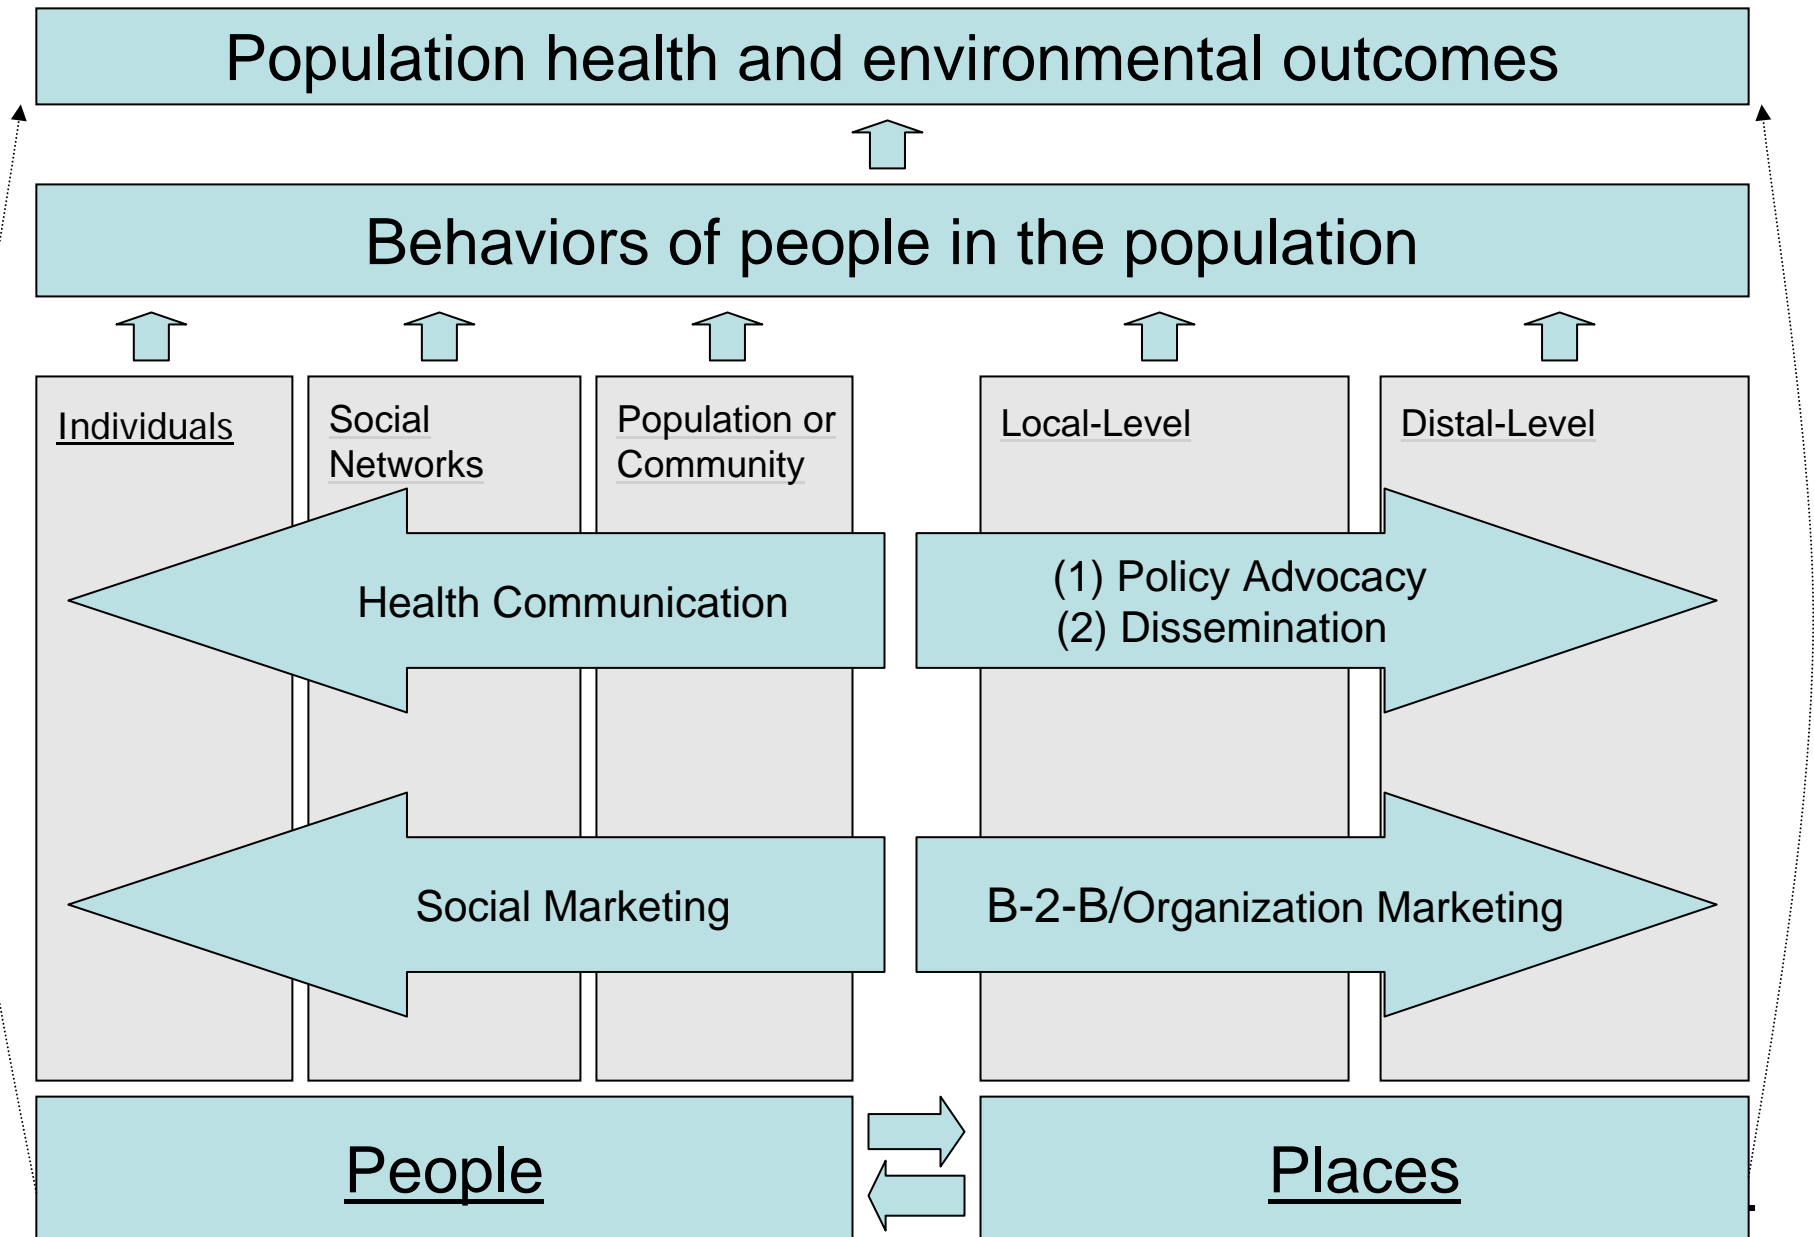 Population health and environmental outcomes
Behaviors of people in the population
Individuals
Social
Networks
Population or
Community
Local-Level
Distal-Level
Health Communication
(1) Policy Advocacy
(2) Dissemination
Social Marketing
B-2-B/Organization Marketing
People
Places